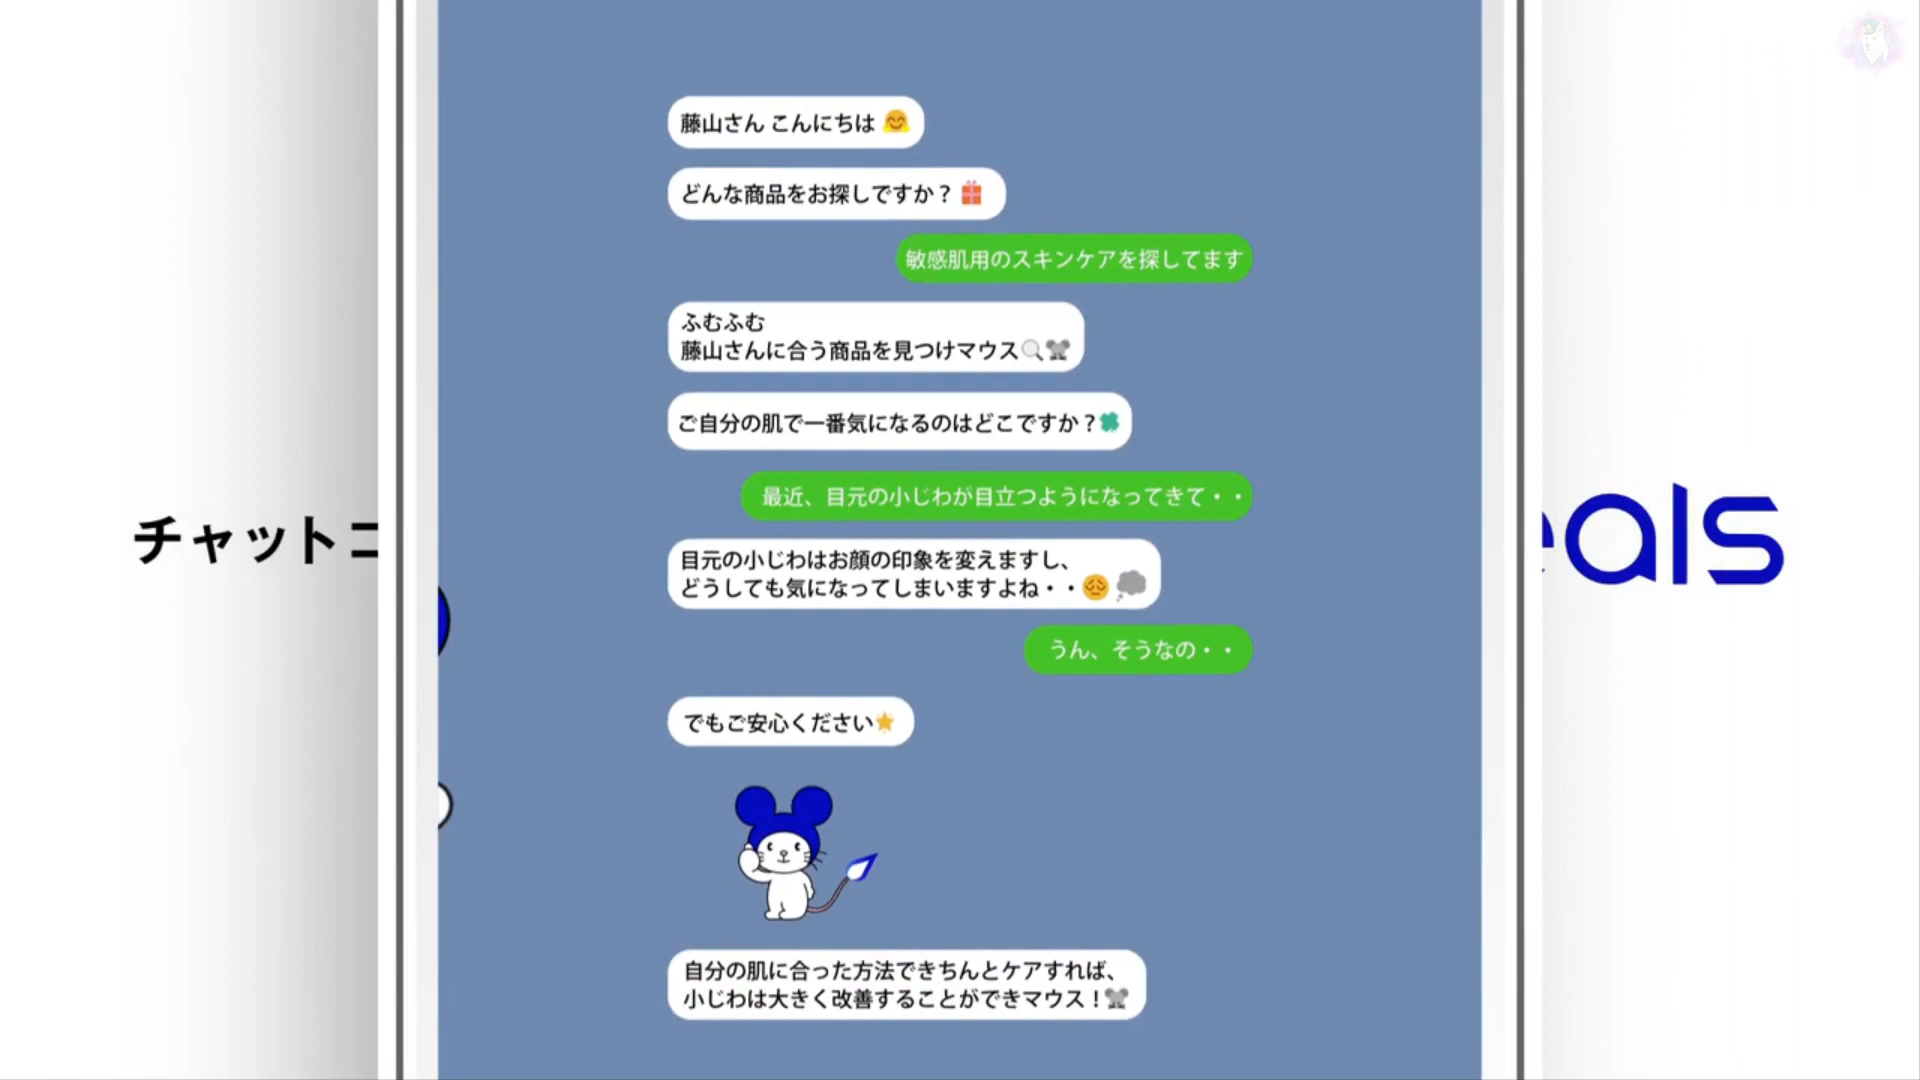 藤山さん こんにちは
どんな商品をお探しですか？
敏感肌用のスキンケアを探してます
ふむふむ
藤山さんに合う商品を見つけマウス
ご自分の肌で一番気になるのはどこですか？
最近、目元の小じわが目立つようになってきて・・
目元の小じわはお顔の印象を変えますし、
どうしても気になってしまいますよね・・
うん、そうなの・・
でもご安心ください
自分の肌に合った方法できちんとケアすれば、
小じわは大きく改善することができマウス！
チャットコ
eals